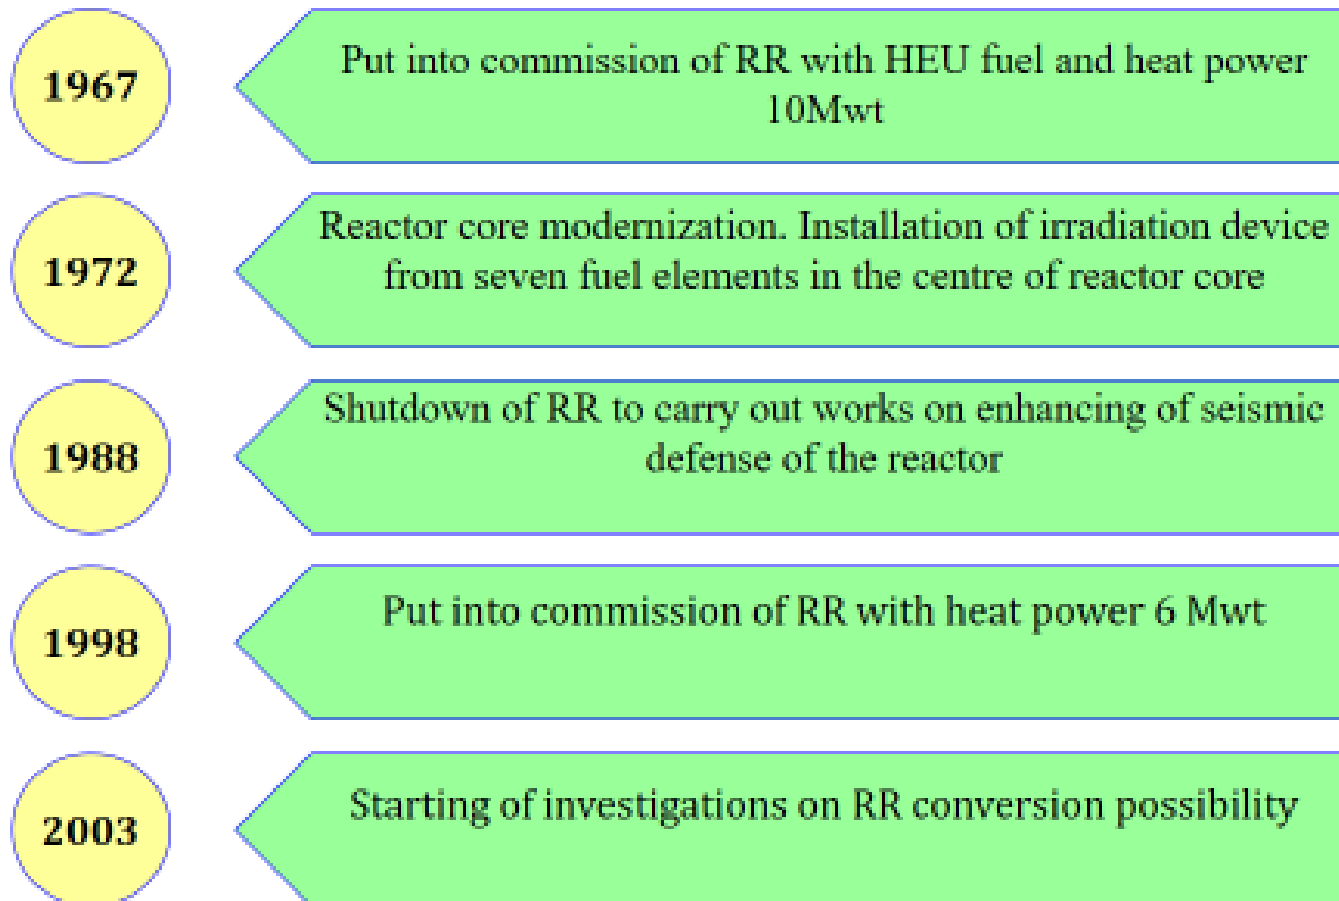 1967
Put into commission of RR with HEU fuel and heat power
10Mwt
1972
Reactor core modernization. Installation of irradiation device
from seven fuel elements in the centre of reactor core
1988
Shutdown of RR to carry out works on enhancing of seismic
defense of the reactor
1998
Put into commission of RR with heat power 6 Mwt
2003
Starting of investigations on RR conversion possibility